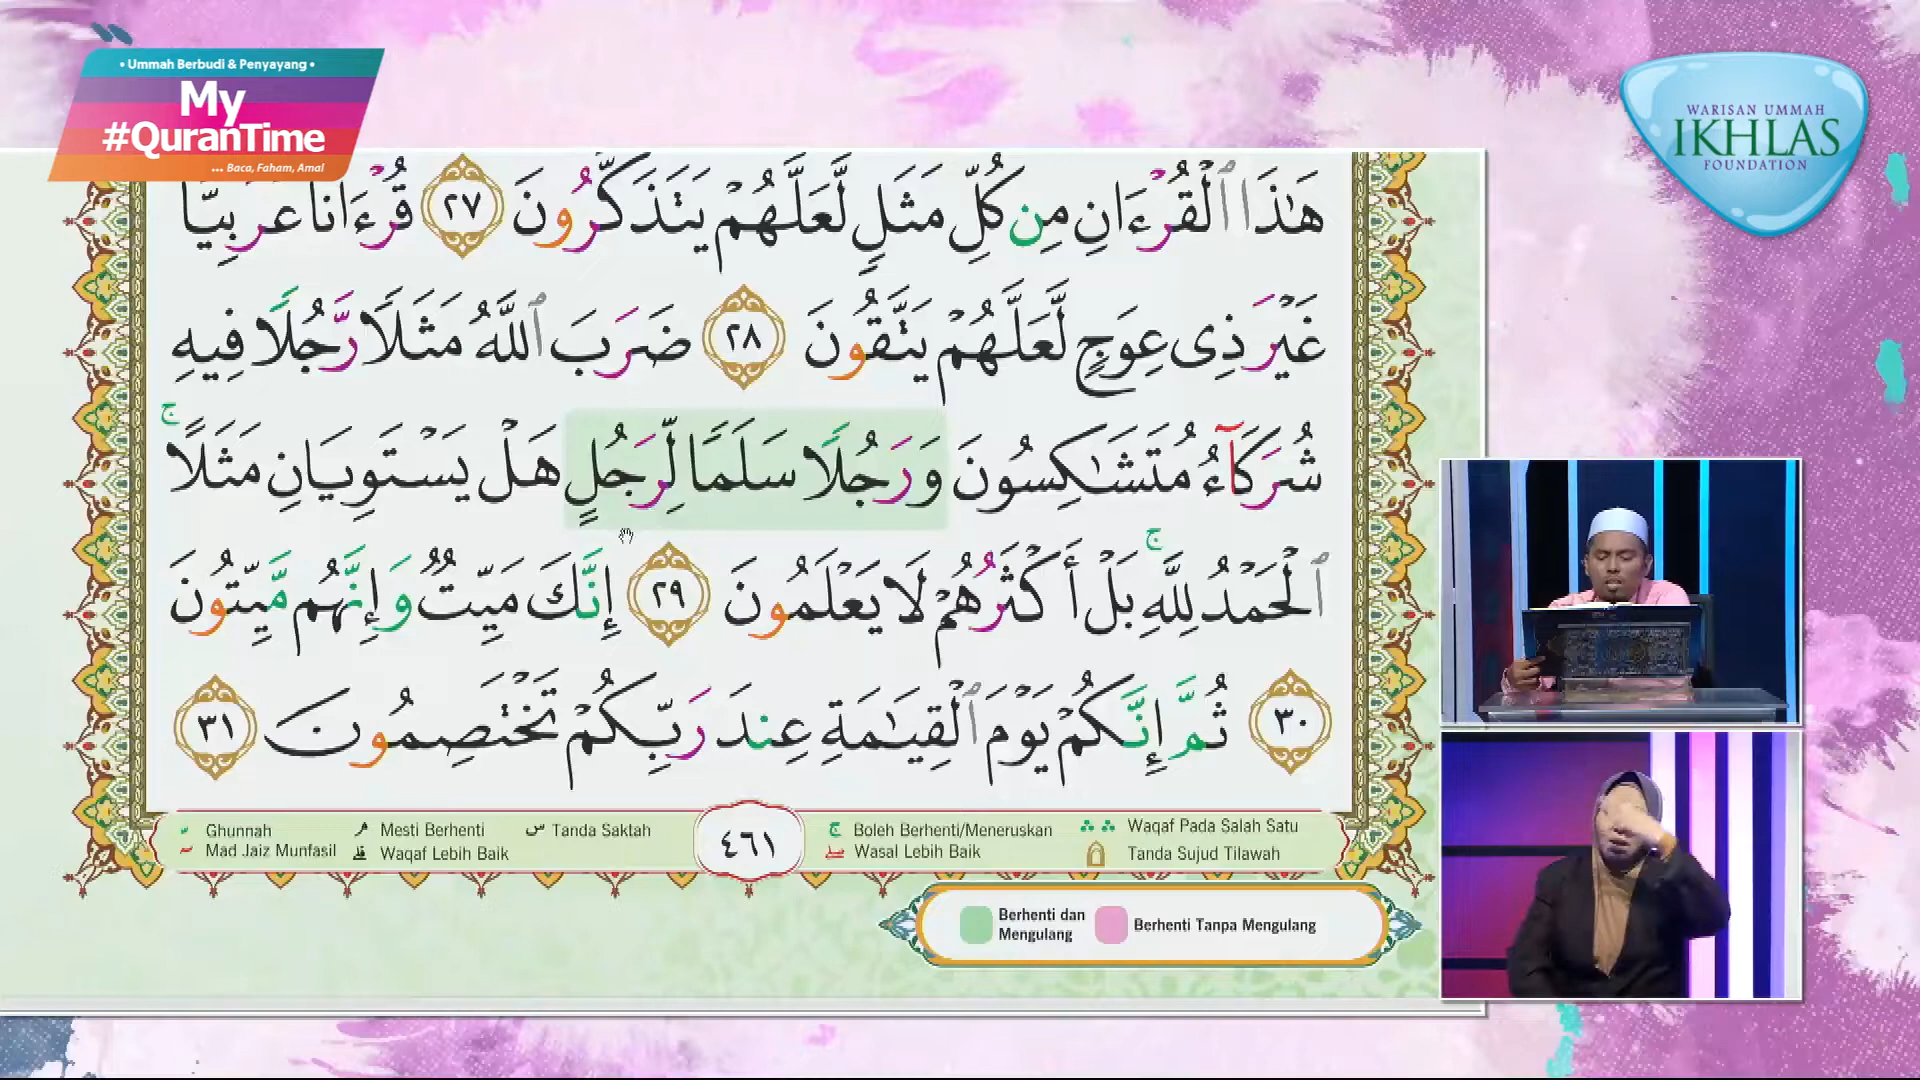 • Ummah Berbudi & Penyayang •
My
#QuranTime
... Baca, Faham, Amal
WARISAN UMMAH
IKHLAS
FOUNDATION
هَٰذَا ٱلْقُرْءَانِ مِن كُلِّ مَثَلٍ لَّعَلَّهُمْ يَتَذَكَّرُونَ ٢٧ قُرْءَانًا عَرَبِيًّا
غَيْرَ ذِى عِوَجٍ لَّعَلَّهُمْ يَتَّقُونَ ٢٨ ضَرَبَ ٱللَّهُ مَثَلًا رَّجُلًا فِيهِ
شُرَكَآءُ مُتَشَٰكِسُونَ وَرَجُلًا سَلَمًا لِّرَجُلٍ هَلْ يَسْتَوِيَانِ مَثَلًا ۚ
ٱلْحَمْدُ لِلَّهِ ۚ بَلْ أَكْثَرُهُمْ لَا يَعْلَمُونَ ٢٩ إِنَّكَ مَيِّتٌ وَإِنَّهُم مَّيِّتُونَ
٣٠ ثُمَّ إِنَّكُمْ يَوْمَ ٱلْقِيَٰمَةِ عِندَ رَبِّكُمْ تَخْتَصِمُونَ ٣١
Ghunnah
Mad Jaiz Munfasil
مـ Mesti Berhenti
قلى Waqaf Lebih Baik
س Tanda Saktah
٤٦١
ج Boleh Berhenti/Meneruskan
صلى Wasal Lebih Baik
Waqaf Pada Salah Satu
Tanda Sujud Tilawah
Berhenti dan
Mengulang
Berhenti Tanpa Mengulang